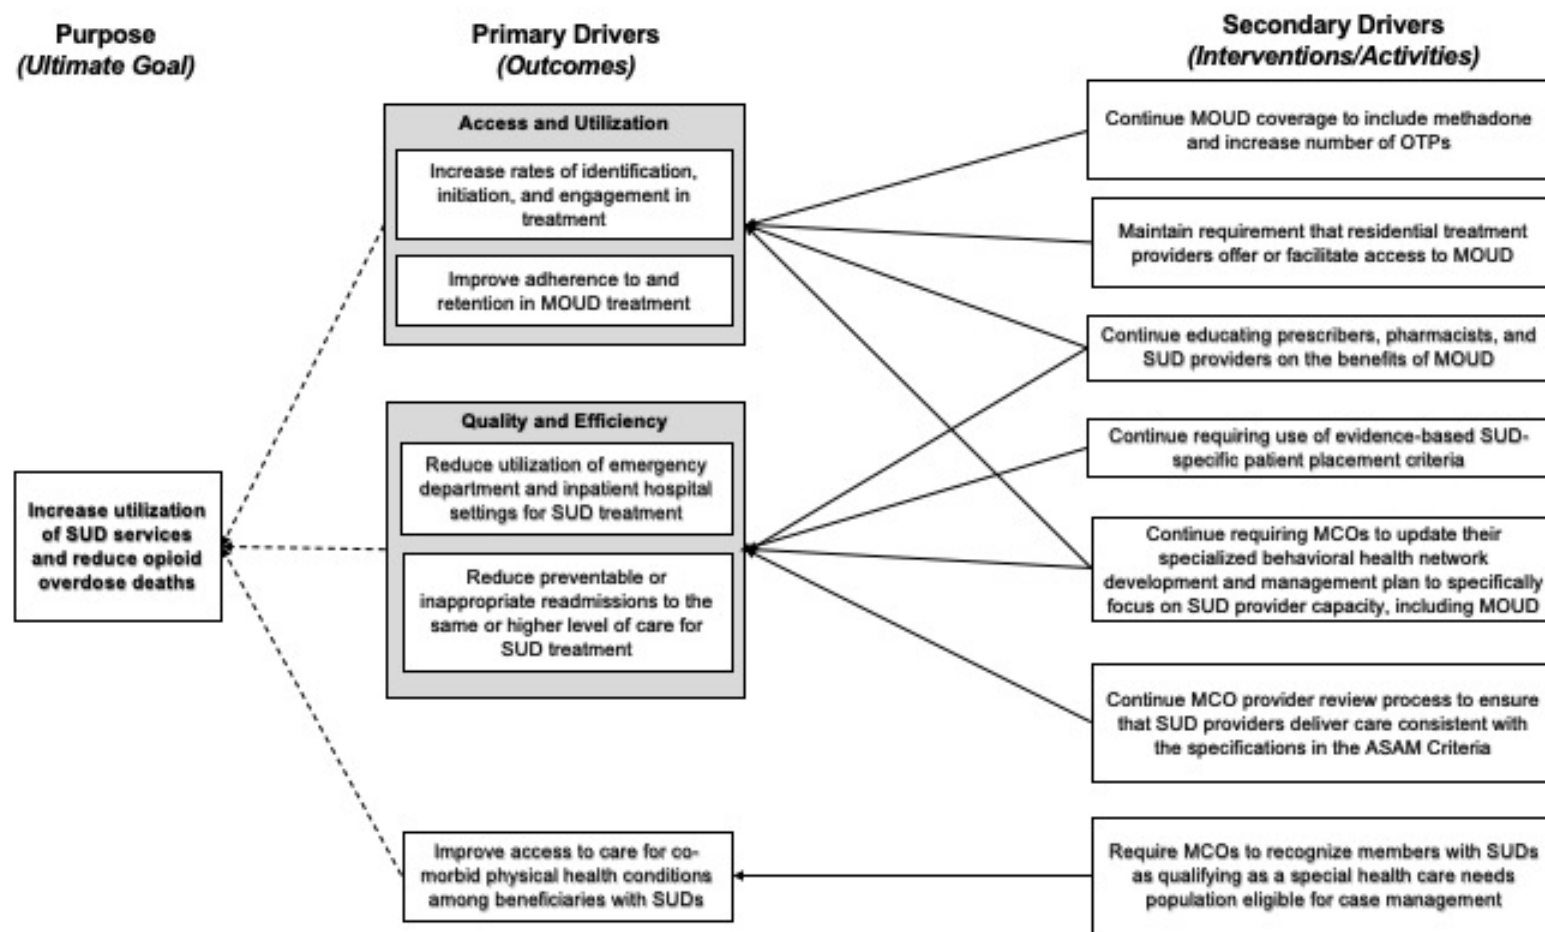 Purpose
(Ultimate Goal)
Primary Drivers
(Outcomes)
Secondary Drivers
(Interventions/Activities)
Access and Utilization
Increase rates of identification,
initiation, and engagement in
treatment
Improve adherence to and
retention in MOUD treatment
Quality and Efficiency
Reduce utilization of emergency
department and inpatient hospital
settings for SUD treatment
Reduce preventable or
inappropriate readmissions to the
same or higher level of care for
SUD treatment
Increase utilization
of SUD services
and reduce opioid
overdose deaths
Improve access to care for co-
morbid physical health conditions
among beneficiaries with SUDs
Continue MOUD coverage to include methadone
and increase number of OTPs
Maintain requirement that residential treatment
providers offer or facilitate access to MOUD
Continue educating prescribers, pharmacists, and
SUD providers on the benefits of MOUD
Continue requiring use of evidence-based SUD-
specific patient placement criteria
Continue requiring MCOs to update their
specialized behavioral health network
development and management plan to specifically
focus on SUD provider capacity, including MOUD
Continue MCO provider review process to ensure
that SUD providers deliver care consistent with
the specifications in the ASAM Criteria
Require MCOs to recognize members with SUDs
as qualifying as a special health care needs
population eligible for case management